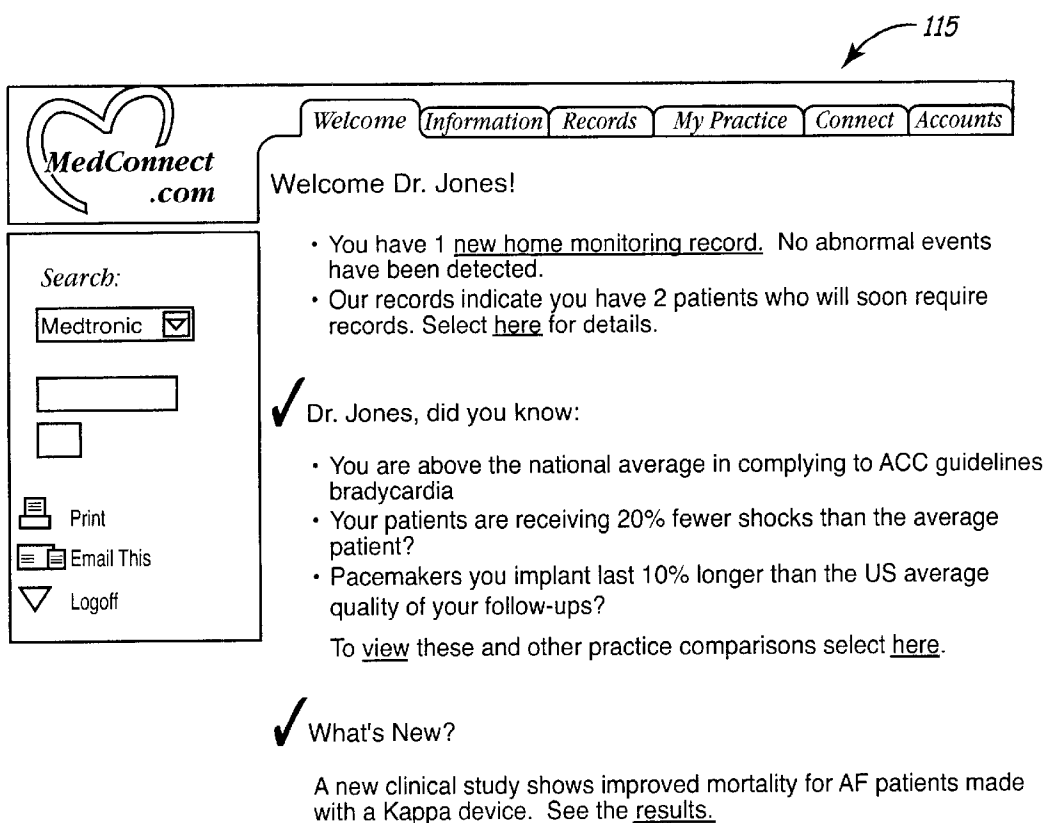 115
MedConnect
.com
Welcome Information Records My Practice Connect Accounts
Welcome Dr. Jones!
• You have 1 new home monitoring record. No abnormal events
have been detected.
• Our records indicate you have 2 patients who will soon require
records. Select here for details.
Search:
Medtronic
Print
Email This
Logoff
✓ Dr. Jones, did you know:
• You are above the national average in complying to ACC guidelines
bradycardia
• Your patients are receiving 20% fewer shocks than the average
patient?
• Pacemakers you implant last 10% longer than the US average
quality of your follow-ups?
To view these and other practice comparisons select here.
✓ What's New?
A new clinical study shows improved mortality for AF patients made
with a Kappa device. See the results.